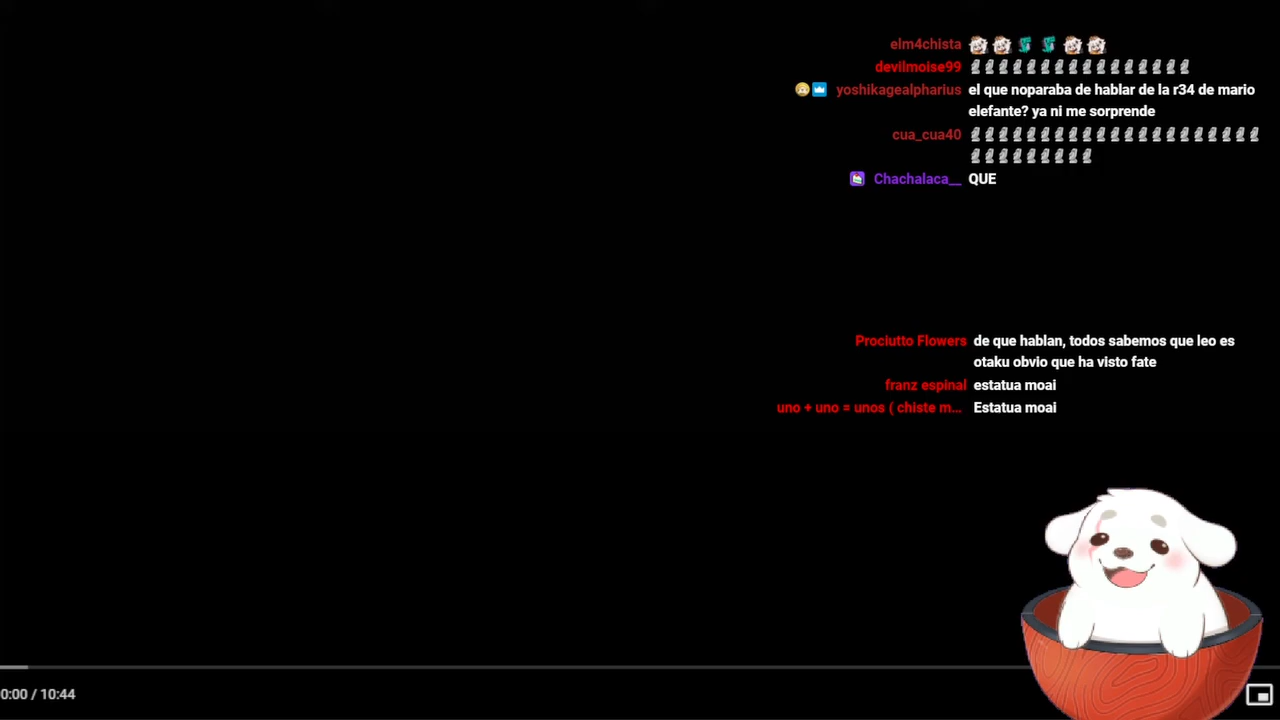 elm4chista
devilmoise99
yoshikagealpharius el que noparaba de hablar de la r34 de mario
elefante? ya ni me sorprende
cua_cua40
Chachalaca__ QUE
Prociutto Flowers de que hablan, todos sabemos que leo es
otaku obvio que ha visto fate
franz espinal estatua moai
uno + uno = unos ( chiste m... Estatua moai
0:00 / 10:44